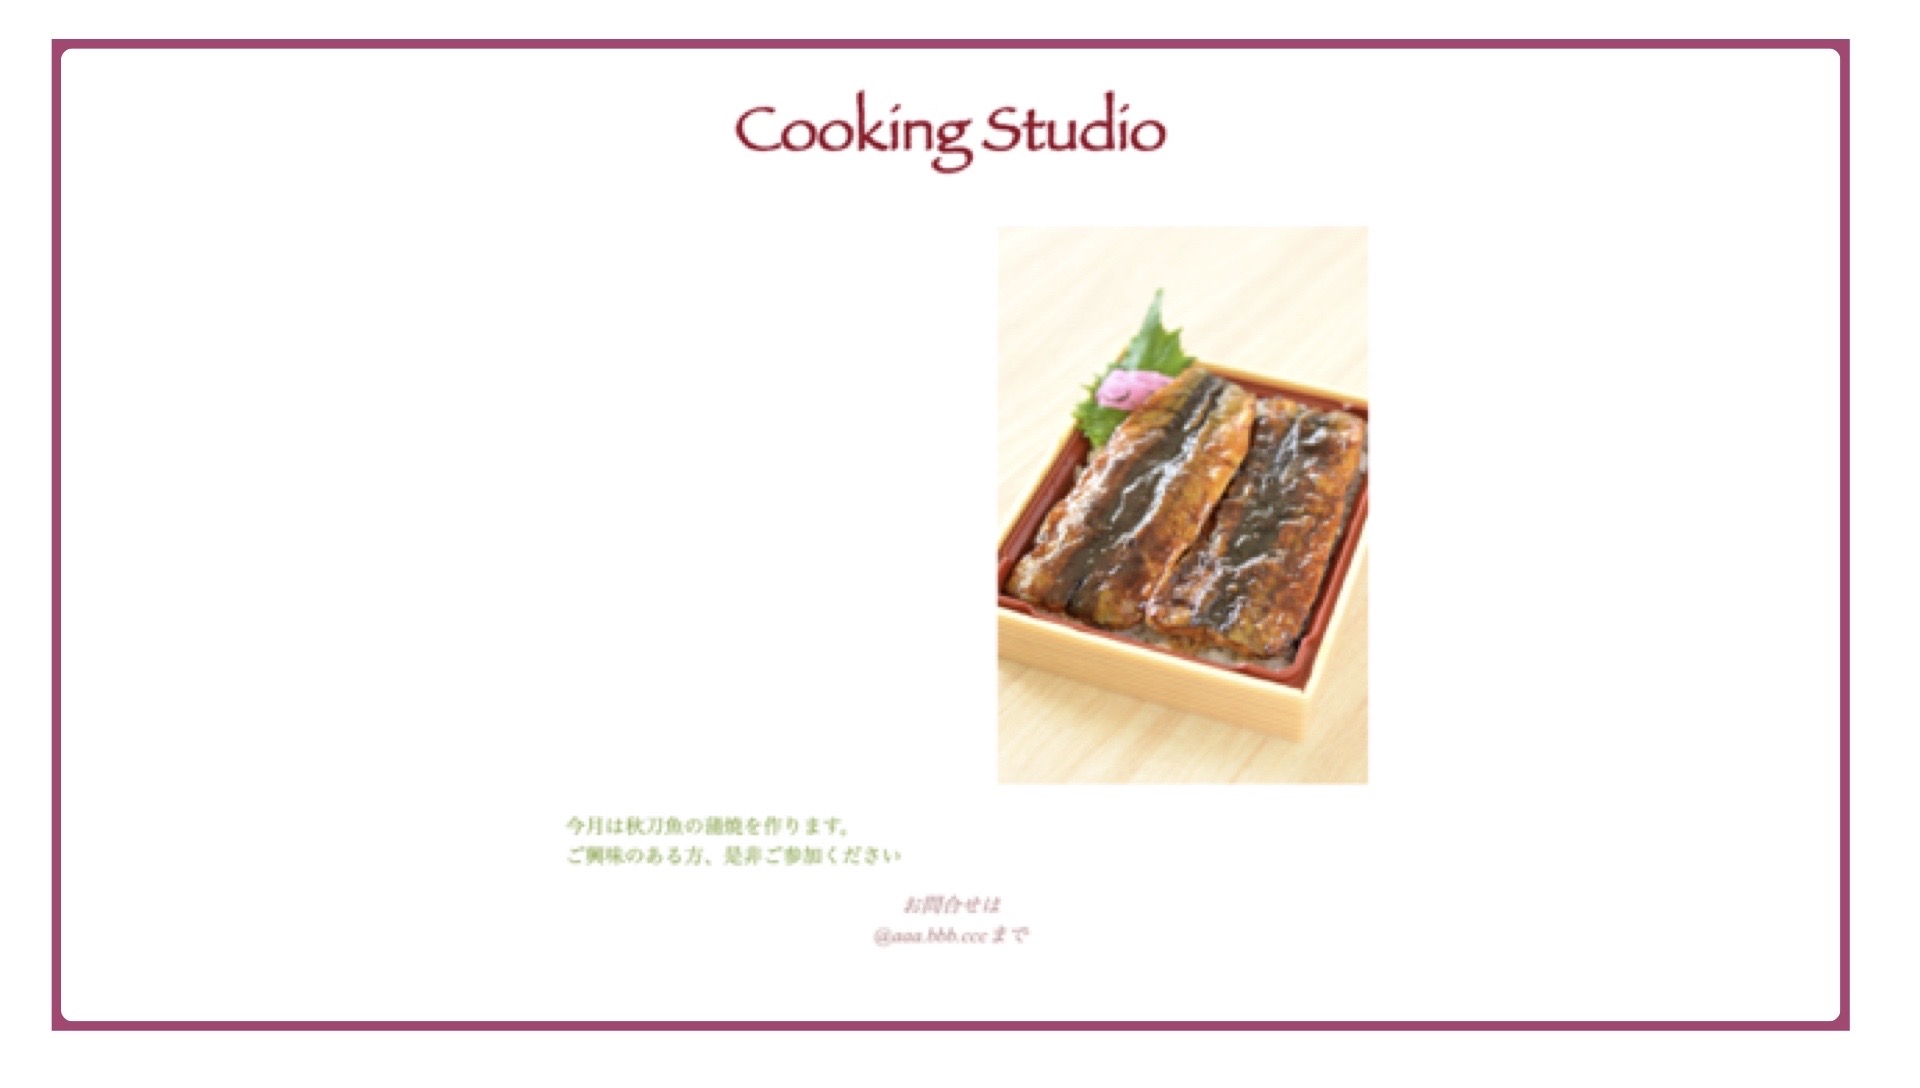 Cooking Studio
今月は秋刀魚の蒲焼を作ります。
ご興味のある方、是非ご参加ください
お問合せは
@aaa.bbb.cccまで